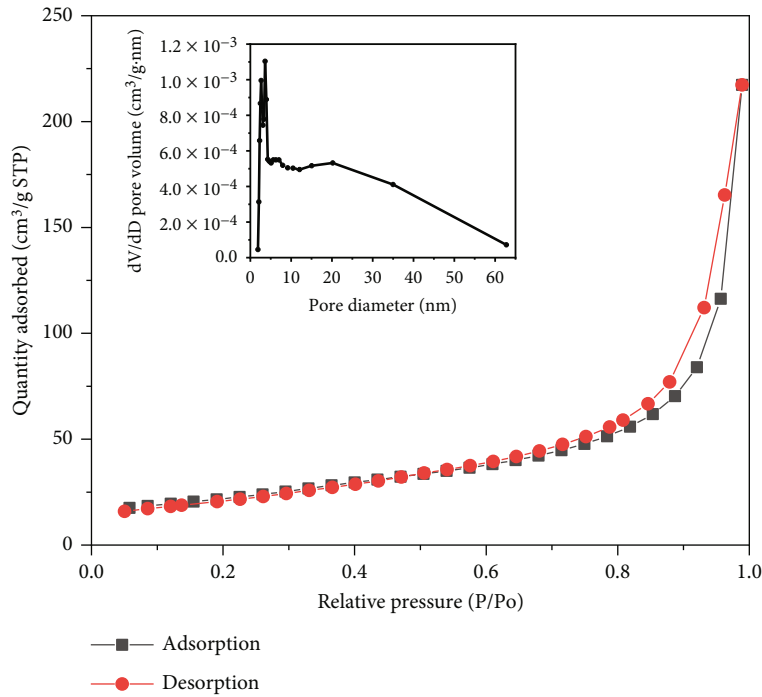 250
200
150
100
50
0
Quantity adsorbed (cm³/g STP)
0.0 0.2 0.4 0.6 0.8 1.0
Relative pressure (P/Po)
1.2 × 10⁻³
1.0 × 10⁻³
8.0 × 10⁻⁴
6.0 × 10⁻⁴
4.0 × 10⁻⁴
2.0 × 10⁻⁴
0.0
dV/dD pore volume (cm³/g·nm)
0 10 20 30 40 50 60
Pore diameter (nm)
Adsorption
Desorption